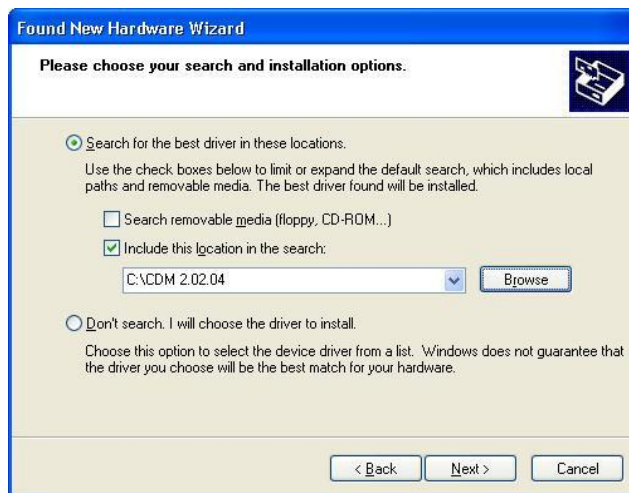 Found New Hardware Wizard
Please choose your search and installation options.
Search for the best driver in these locations.
Use the check boxes below to limit or expand the default search, which includes local
paths and removable media. The best driver found will be installed.
Search removable media (floppy, CD-ROM...)
Include this location in the search:
C:\CDM 2.02.04
Browse
Don't search. I will choose the driver to install.
Choose this option to select the device driver from a list. Windows does not guarantee that
the driver you choose will be the best match for your hardware.
< Back Next > Cancel